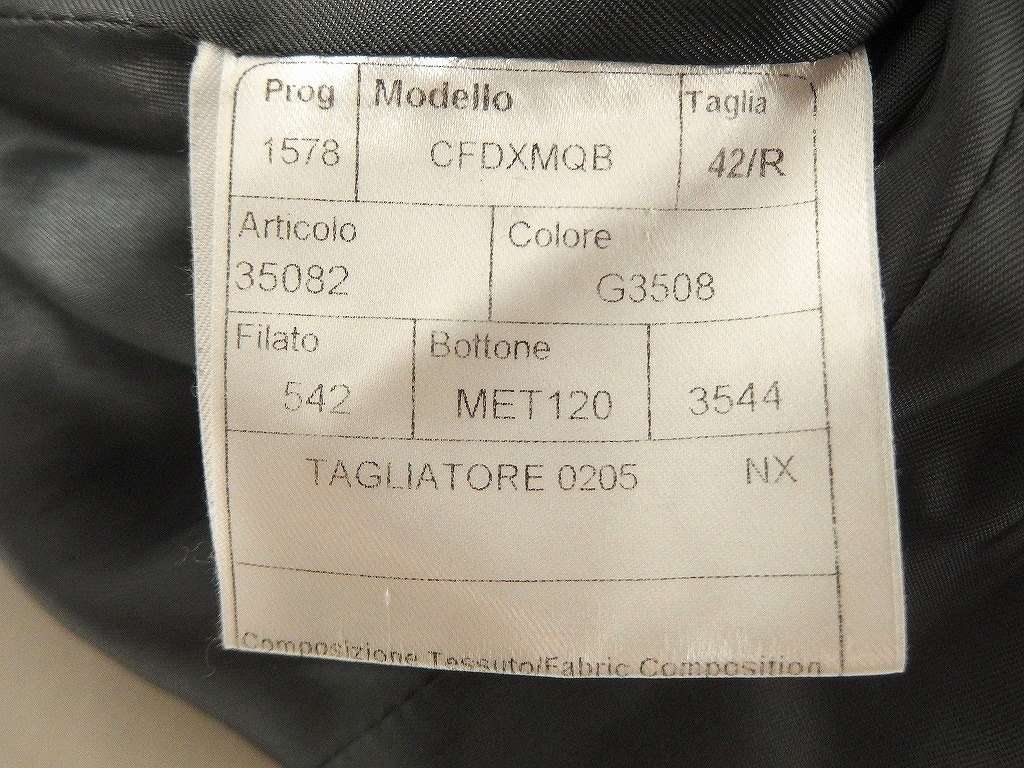 Prog Modello Taglia
1578 CFDXMQB 42/R
Articolo Colore
35082 G3508
Filato Bottone
542 MET120 3544
TAGLIATORE 0205 NX
Composizione Tessuto/Fabric Composition